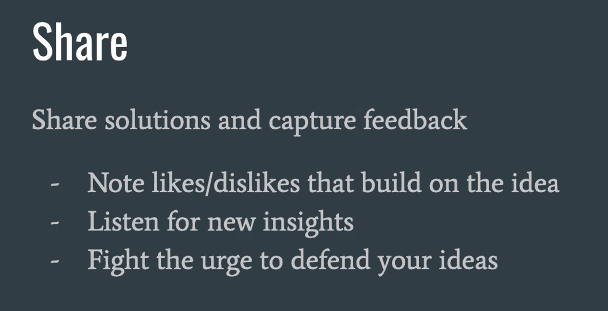 Share
Share solutions and capture feedback
- Note likes/dislikes that build on the idea
- Listen for new insights
- Fight the urge to defend your ideas